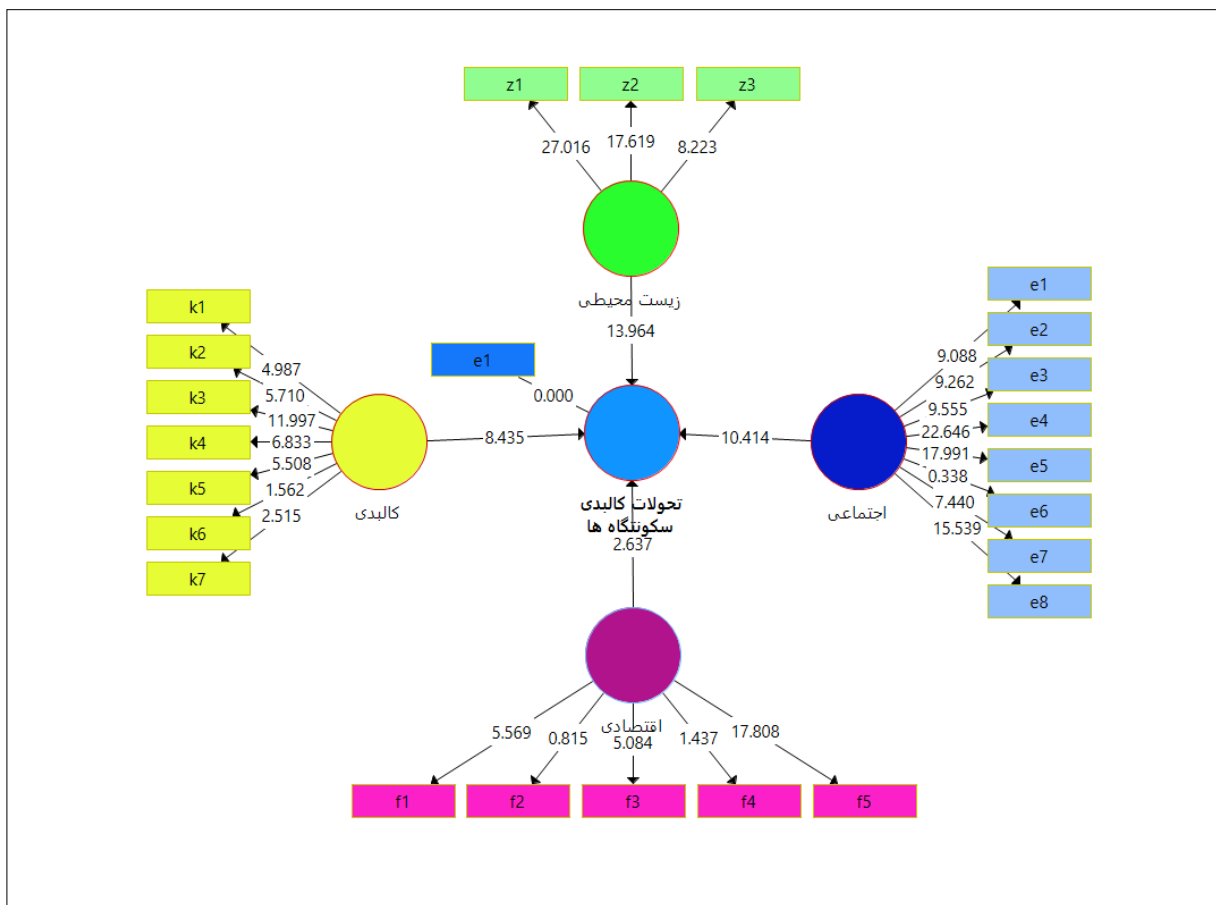 z1
z2
z3
27.016
17.619
8.223
زیست محیطی
13.964
k1
k2
k3
k4
k5
k6
k7
4.987
5.710
11.997
6.833
5.508
1.562
2.515
کالبدی
8.435
e1
0.000
تحولات کالبدی
سکونتگاه ها
10.414
اجتماعی
9.088
9.262
9.555
22.646
17.991
0.338
7.440
15.539
e1
e2
e3
e4
e5
e6
e7
e8
2.637
اقتصادی
5.569
0.815
5.084
1.437
17.808
f1
f2
f3
f4
f5